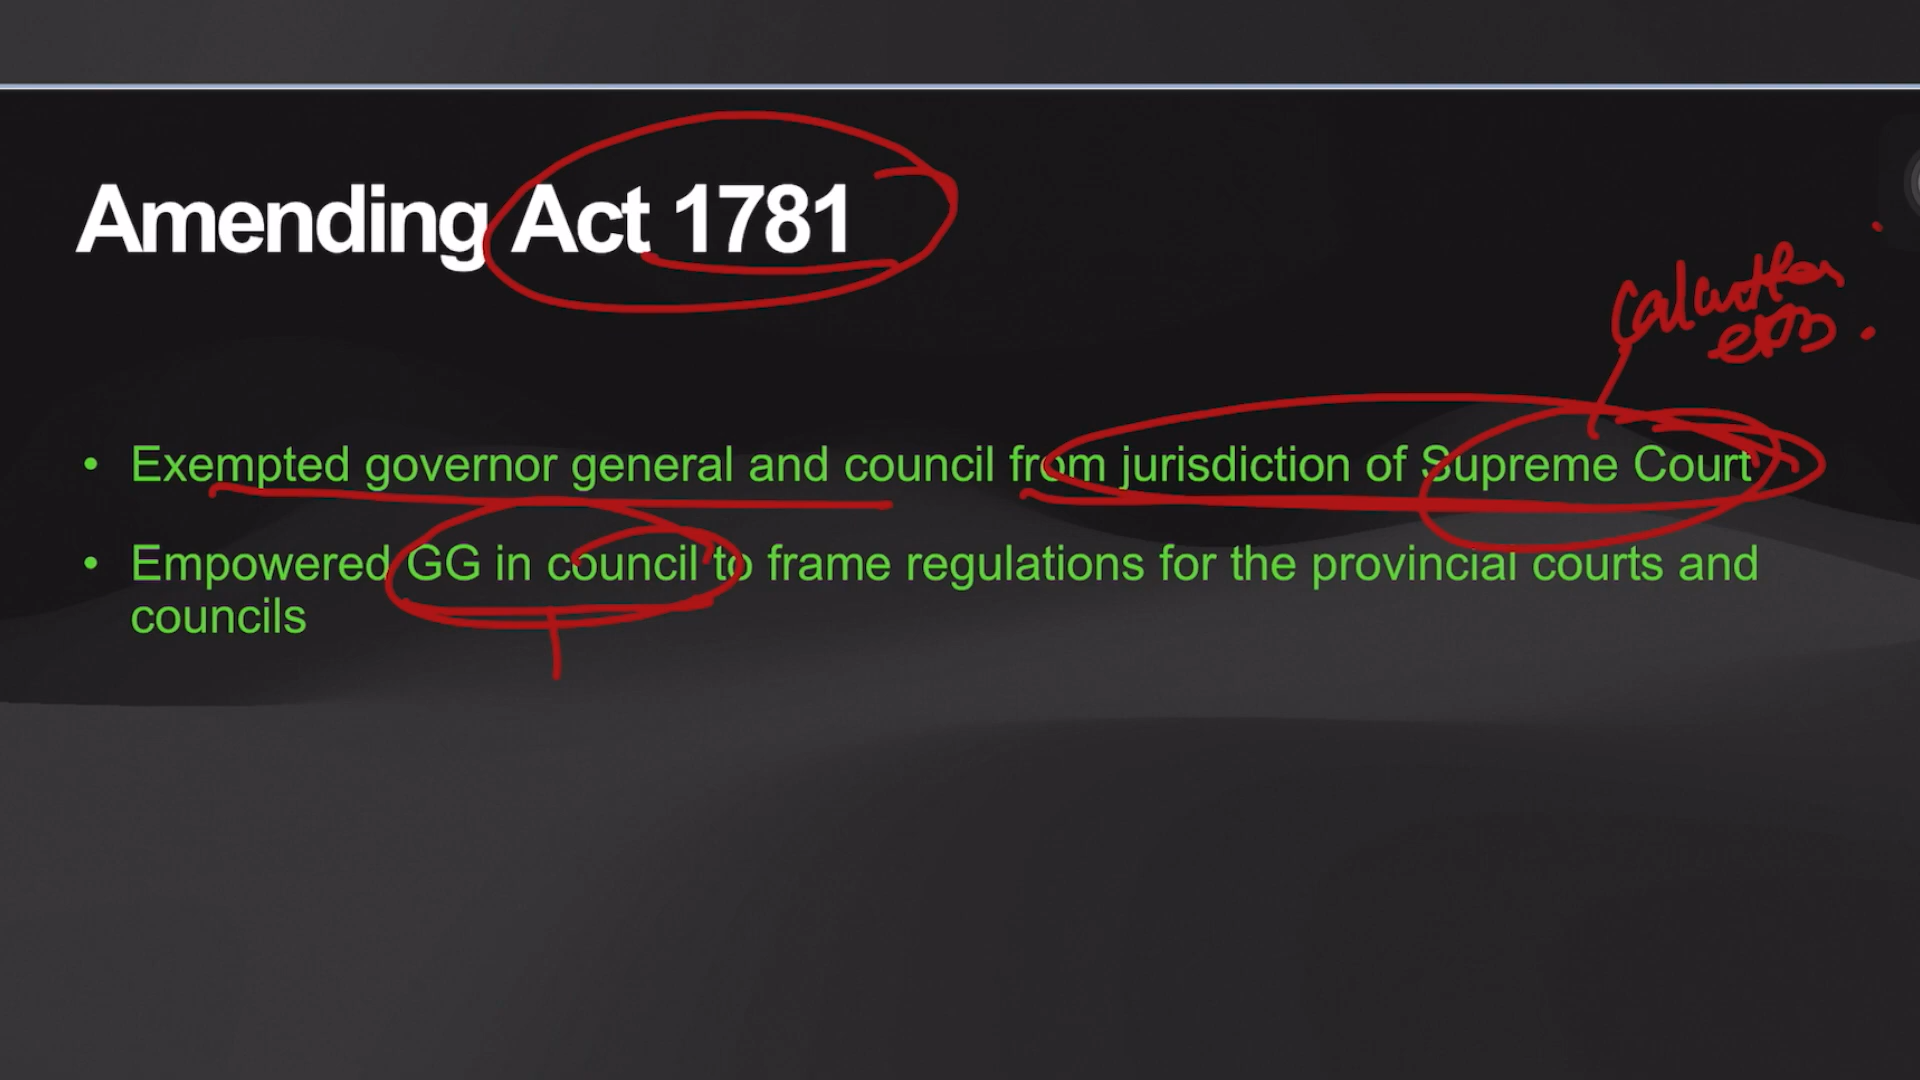 Amending Act 1781
Calcutta
• Exempted governor general and council from jurisdiction of Supreme Court
• Empowered GG in council to frame regulations for the provincial courts and
councils